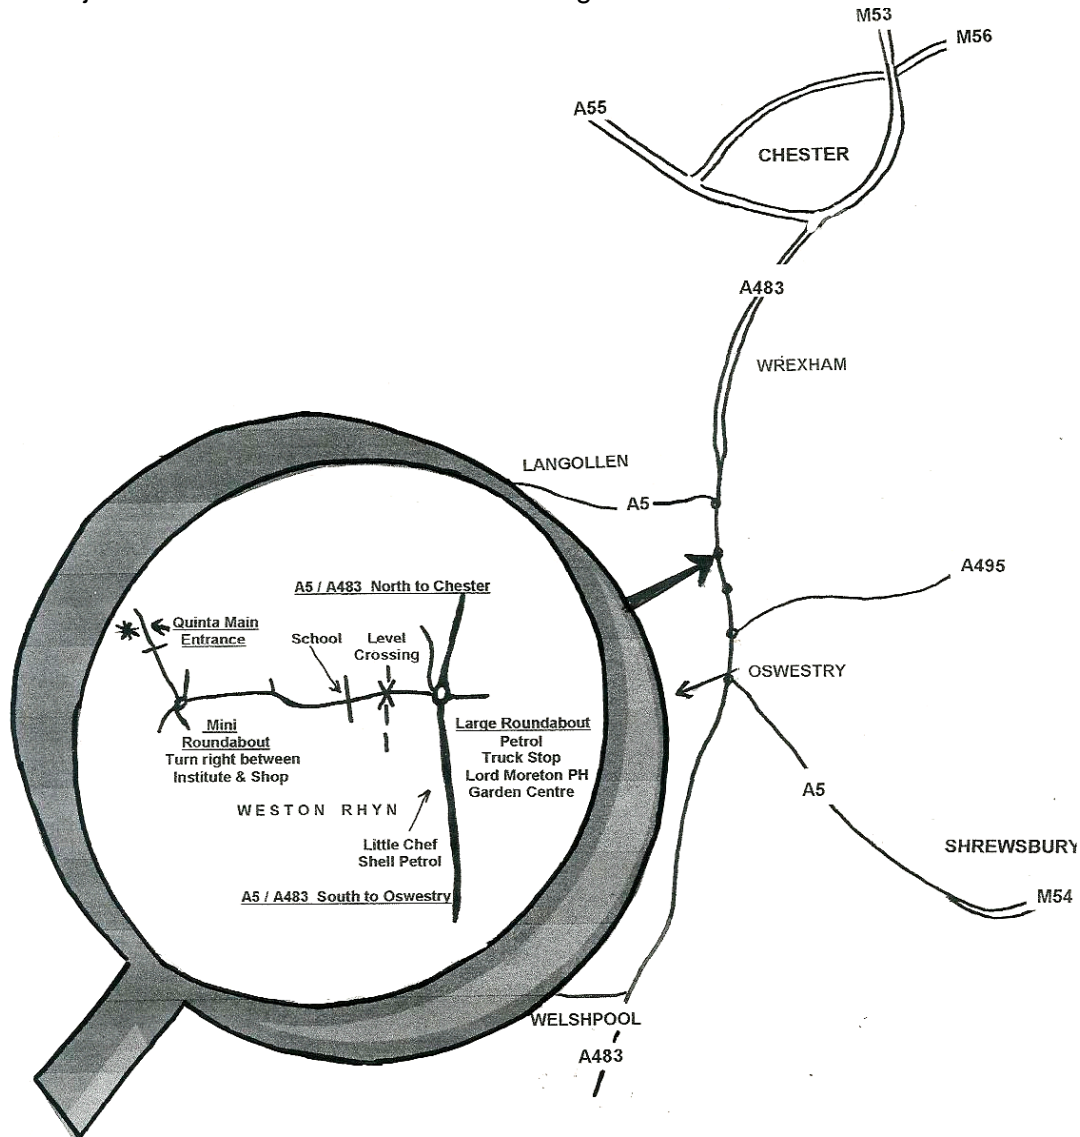 M53
M56
A55
CHESTER
A483
WREXHAM
LANGOLLEN
A5
A495
OSWESTRY
A5
SHREWSBURY
M54
WELSHPOOL
A483
A5 / A483 North to Chester
Quinta Main
Entrance
School
Level
Crossing
Mini
Roundabout
Turn right between
Institute & Shop
Large Roundabout
Petrol
Truck Stop
Lord Moreton PH
Garden Centre
WESTON RHYN
Little Chef
Shell Petrol
A5 / A483 South to Oswestry